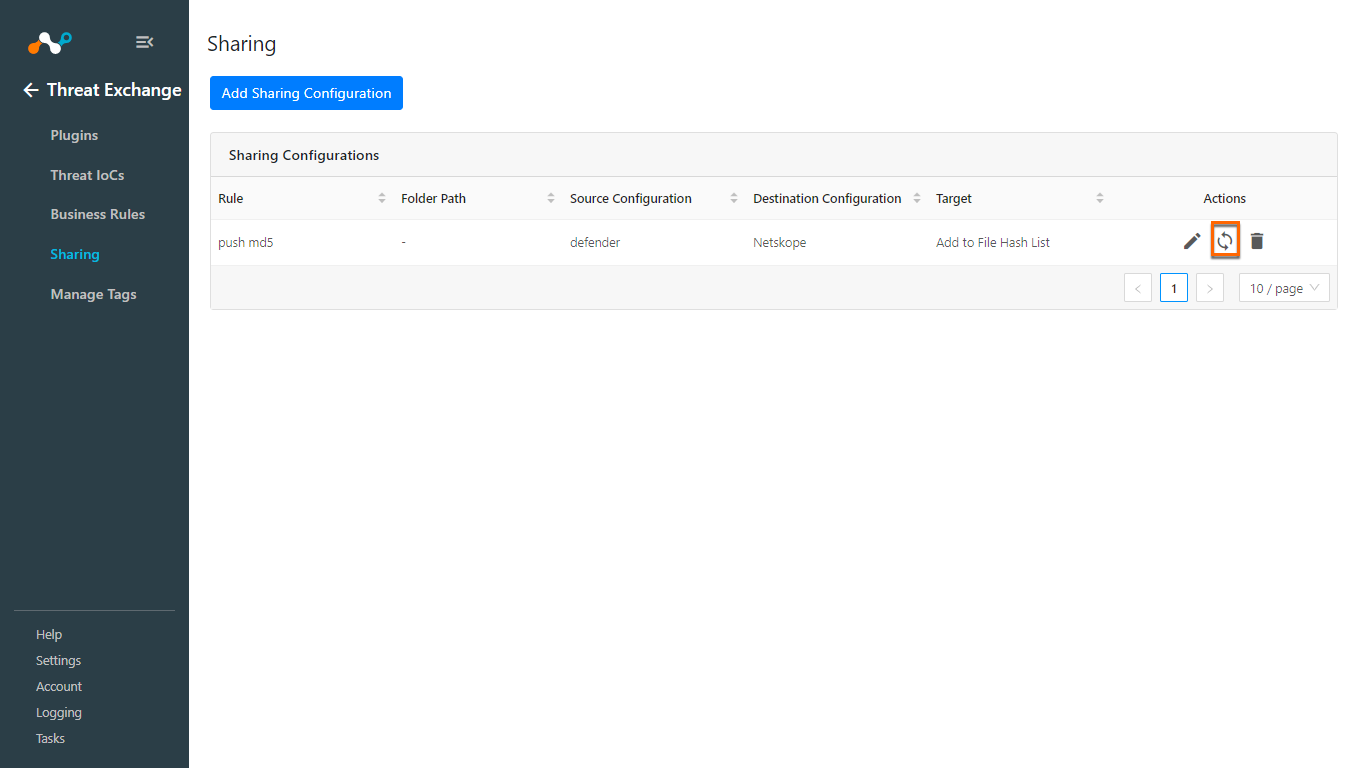 Threat Exchange
Plugins
Threat IoCs
Business Rules
Sharing
Manage Tags
Help
Settings
Account
Logging
Tasks
Sharing
Add Sharing Configuration
Sharing Configurations
Rule Folder Path Source Configuration Destination Configuration Target Actions
push md5 - defender Netskope Add to File Hash List
< 1 > 10 / page